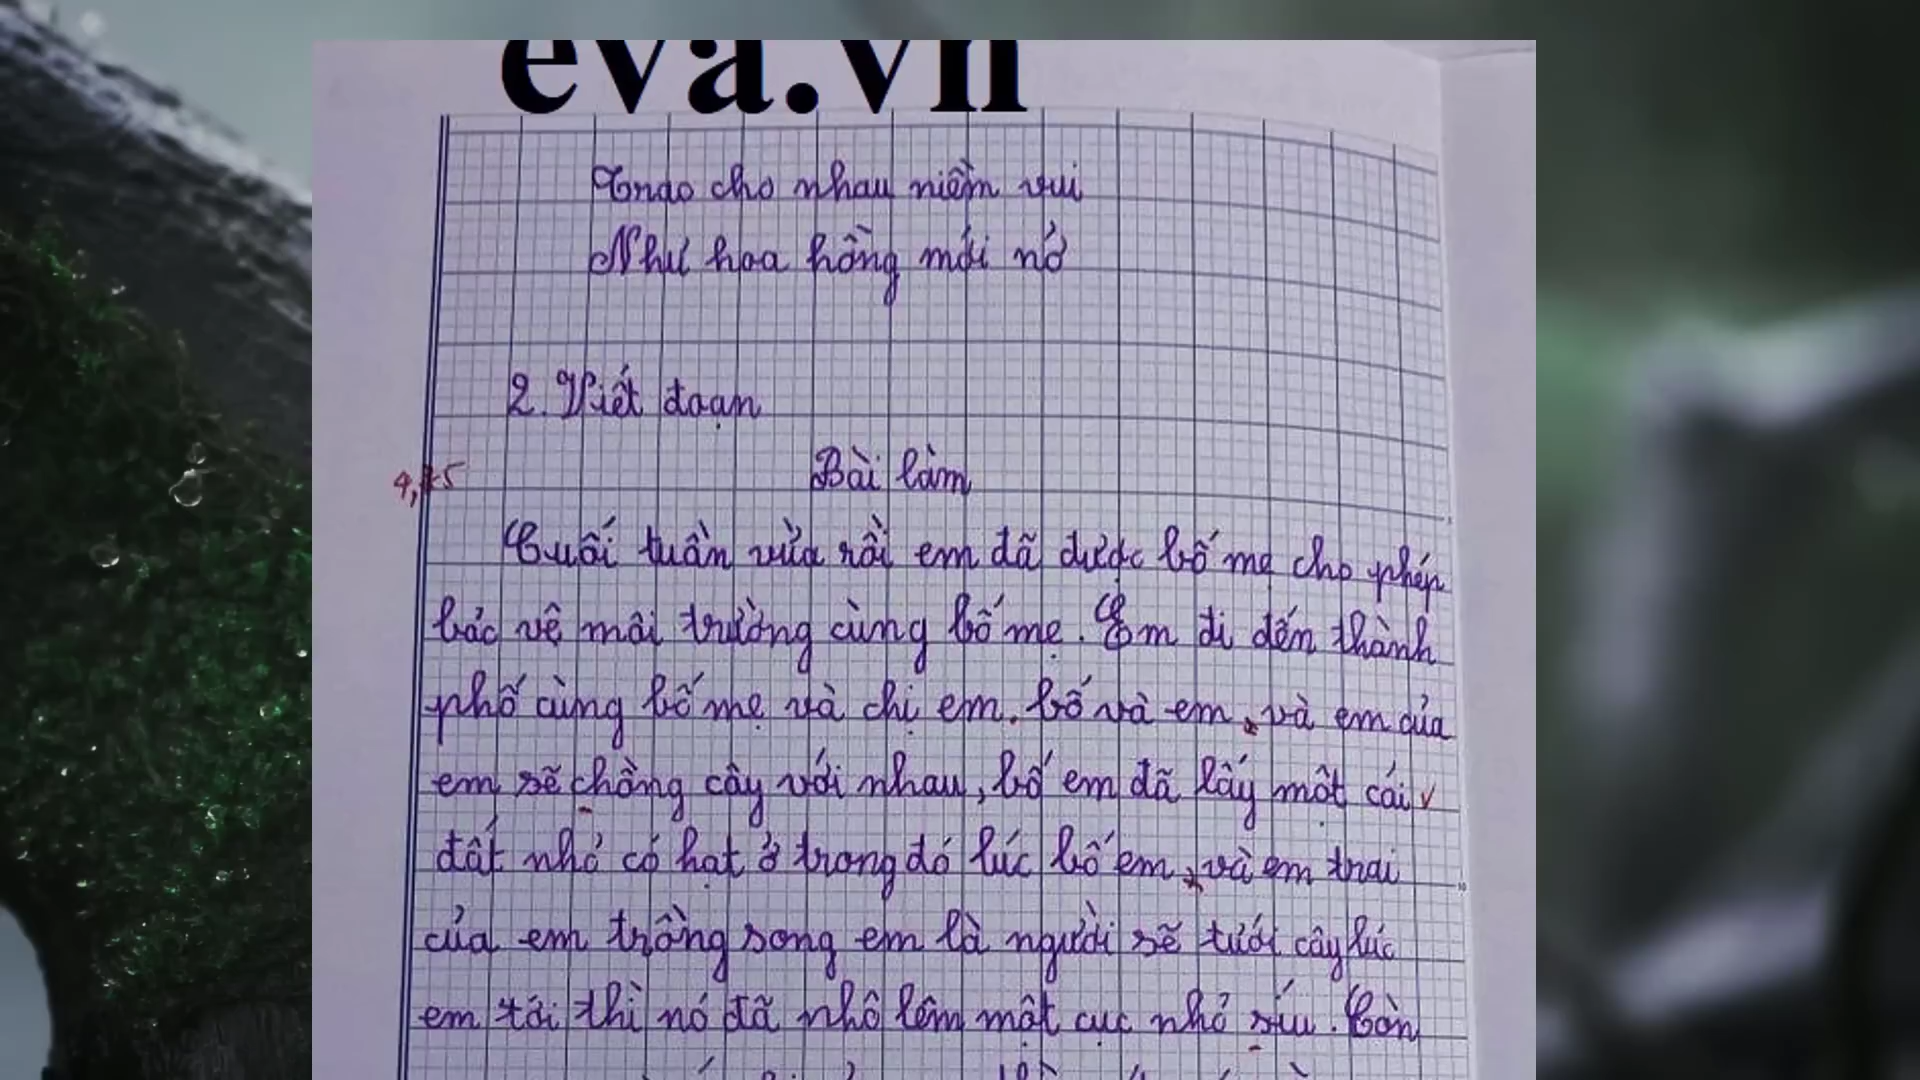 eva.vn
Trao cho nhau niềm vui
Như hoa hồng mới nở
2. Viết đoạn
Bài làm
4,75
Cuối tuần vừa rồi em đã được bố mẹ cho phép
bảo vệ môi trường cùng bố mẹ. Em đi đến thành
phố cùng bố mẹ và chị em. bố và em, và em của
em sẽ chồng cây với nhau, bố em đã lấy một cái
đất nhỏ có hạt ở trong đó lúc bố em, và em trai
của em trồng song em là người sẽ tưới cây lúc
em tới thì nó đã nhô lên một cục nhỏ síu. Còn